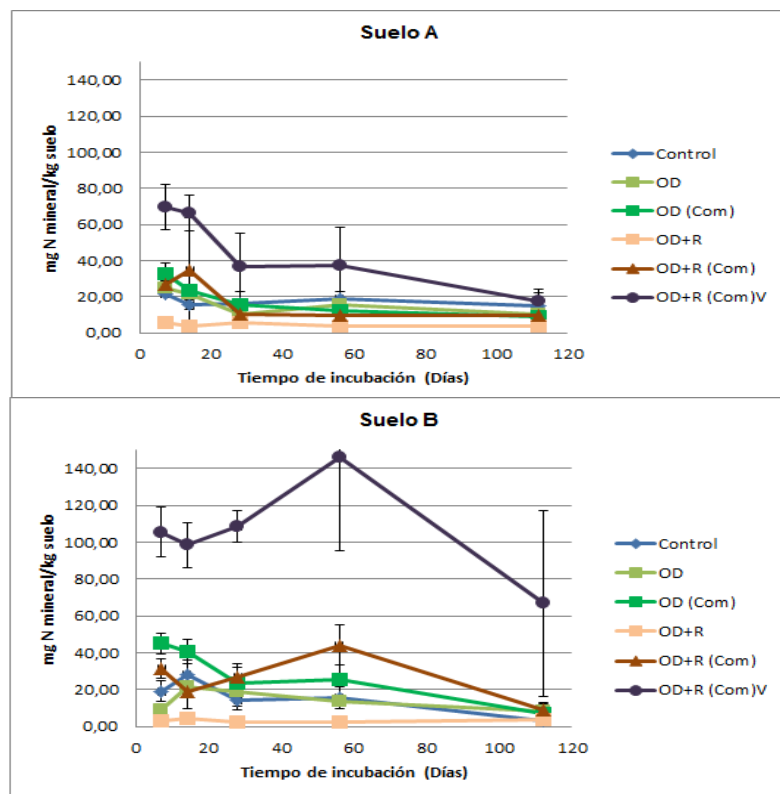 Suelo A
mg N mineral/kg suelo
140,00
120,00
100,00
80,00
60,00
40,00
20,00
0,00
0 20 40 60 80 100 120
Tiempo de incubación (Días)
Control
OD
OD (Com)
OD+R
OD+R (Com)
OD+R (Com)V
Suelo B
mg N mineral/kg suelo
140,00
120,00
100,00
80,00
60,00
40,00
20,00
0,00
0 20 40 60 80 100 120
Tiempo de incubación (Días)
Control
OD
OD (Com)
OD+R
OD+R (Com)
OD+R (Com)V